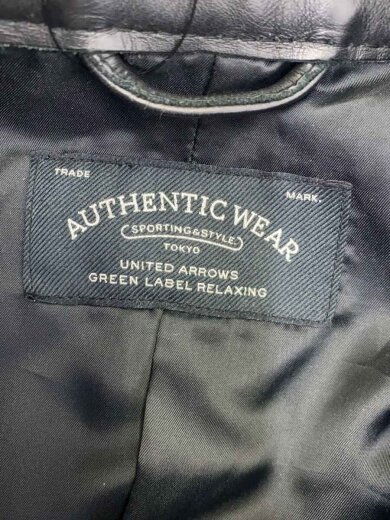 TRADE MARK.
AUTHENTIC WEAR
SPORTING&STYLE.
TOKYO
UNITED ARROWS
GREEN LABEL RELAXING